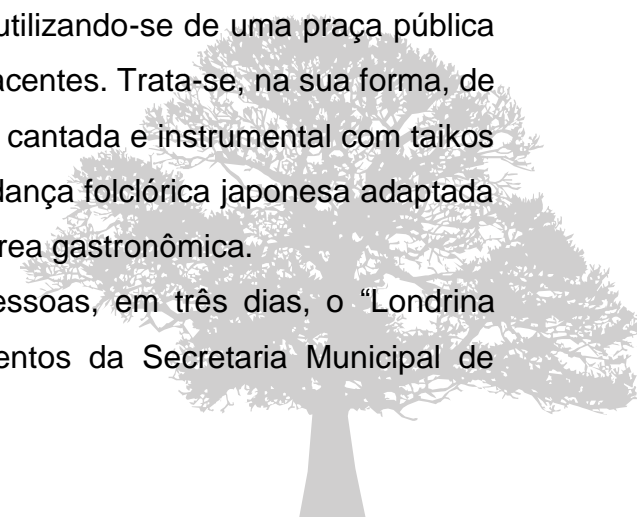 utilizando-se de uma praça pública
acentes. Trata-se, na sua forma, de
cantada e instrumental com taikos
dança folclórica japonesa adaptada
rea gastronômica.
essoas, em três dias, o “Londrina
entos da Secretaria Municipal de